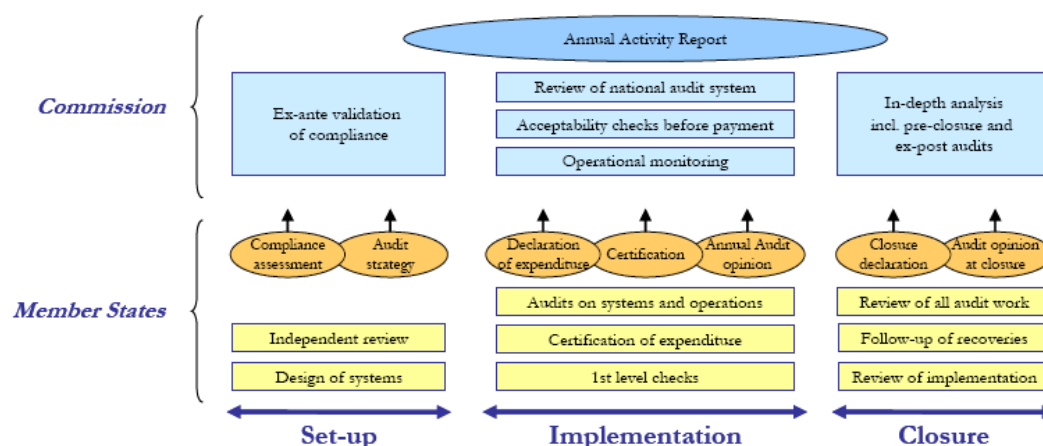 Annual Activity Report
Commission
Ex-ante validation
of compliance
Review of national audit system
Acceptability checks before payment
Operational monitoring
In-depth analysis
incl. pre-closure and
ex-post audits
Member States
Compliance
assessment
Audit
strategy
Declaration
of expenditure
Certification
Annual Audit
opinion
Closure
declaration
Audit opinion
at closure
Independent review
Design of systems
Audits on systems and operations
Certification of expenditure
1st level checks
Review of all audit work
Follow-up of recoveries
Review of implementation
Set-up
Implementation
Closure